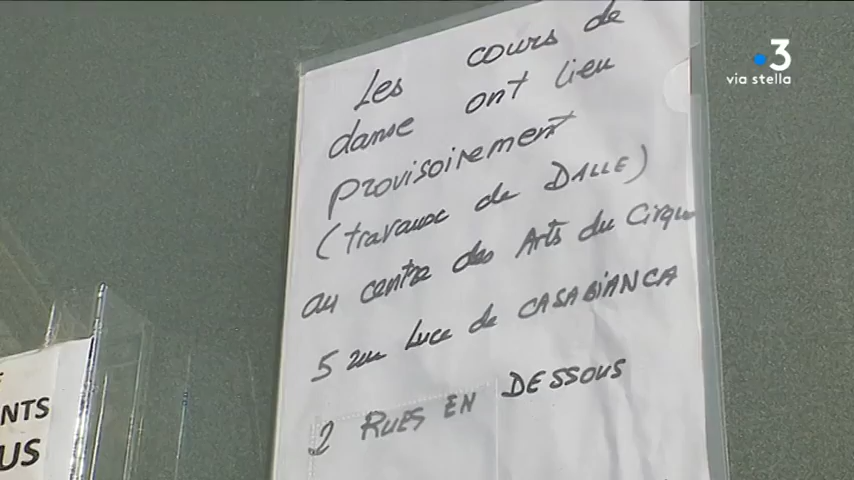 3
via stella
Les cours de
danse ont lieu
provisoirement
(travaux de DALLE)
au centre des Arts du Cirque
5 rue Luce de CASABIANCA
2 RUES EN DESSOUS
NTS
US